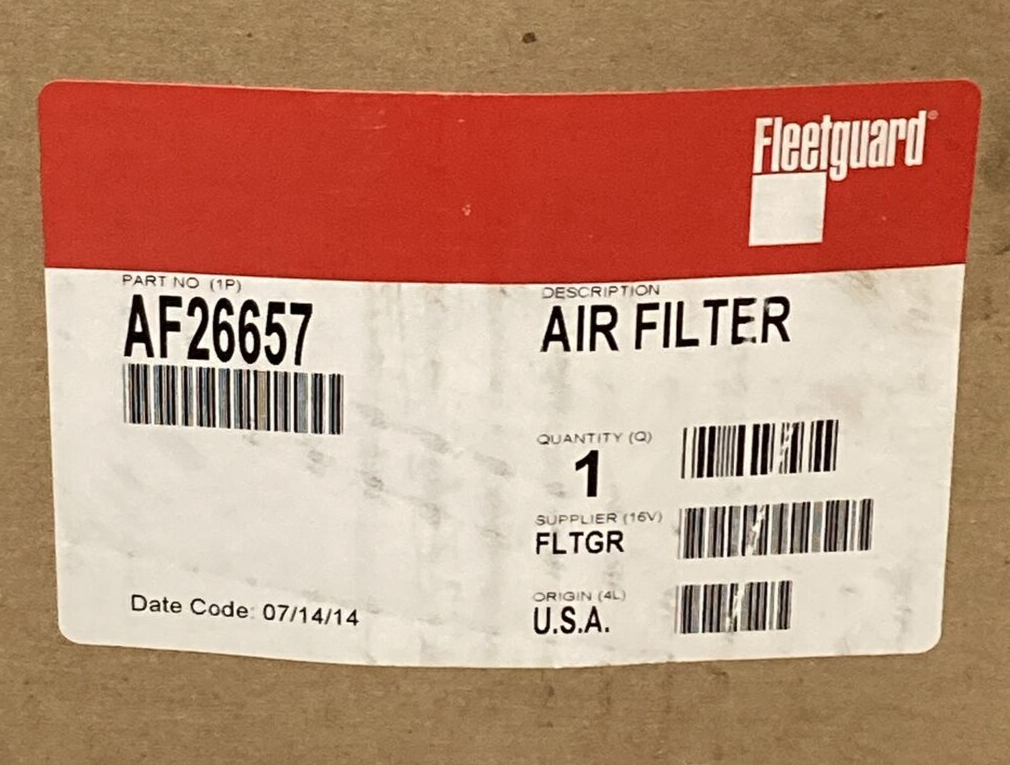 Fleetguard®
PART NO (1P)
AF26657
DESCRIPTION
AIR FILTER
QUANTITY (Q)
1
SUPPLIER (16V)
FLTGR
ORIGIN (4L)
U.S.A.
Date Code: 07/14/14